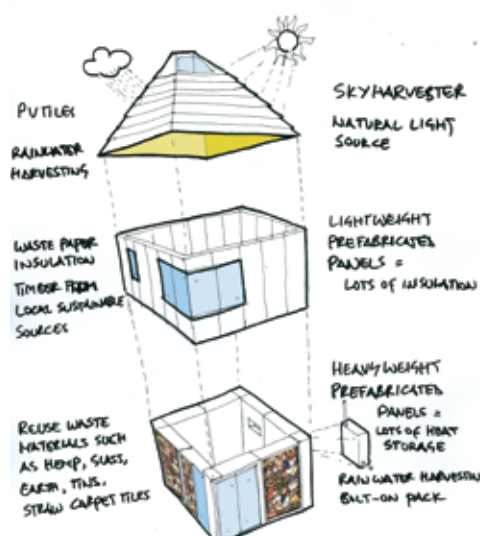 PV TILES
RAINWATER
HARVESTING
SKYHARVESTER
NATURAL LIGHT
SOURCE
WASTE PAPER
INSULATION
TIMBER FROM
LOCAL SUSTAINABLE
SOURCES
LIGHTWEIGHT
PREFABRICATED
PANELS =
LOTS OF INSULATION
REUSE WASTE
MATERIALS SUCH
AS HEMP, GLASS,
EARTH, TINS,
STRAW CARPET TILES
HEAVYWEIGHT
PREFABRICATED
PANELS =
LOTS OF HEAT
STORAGE
RAINWATER HARVESTING
BOLT-ON PACK